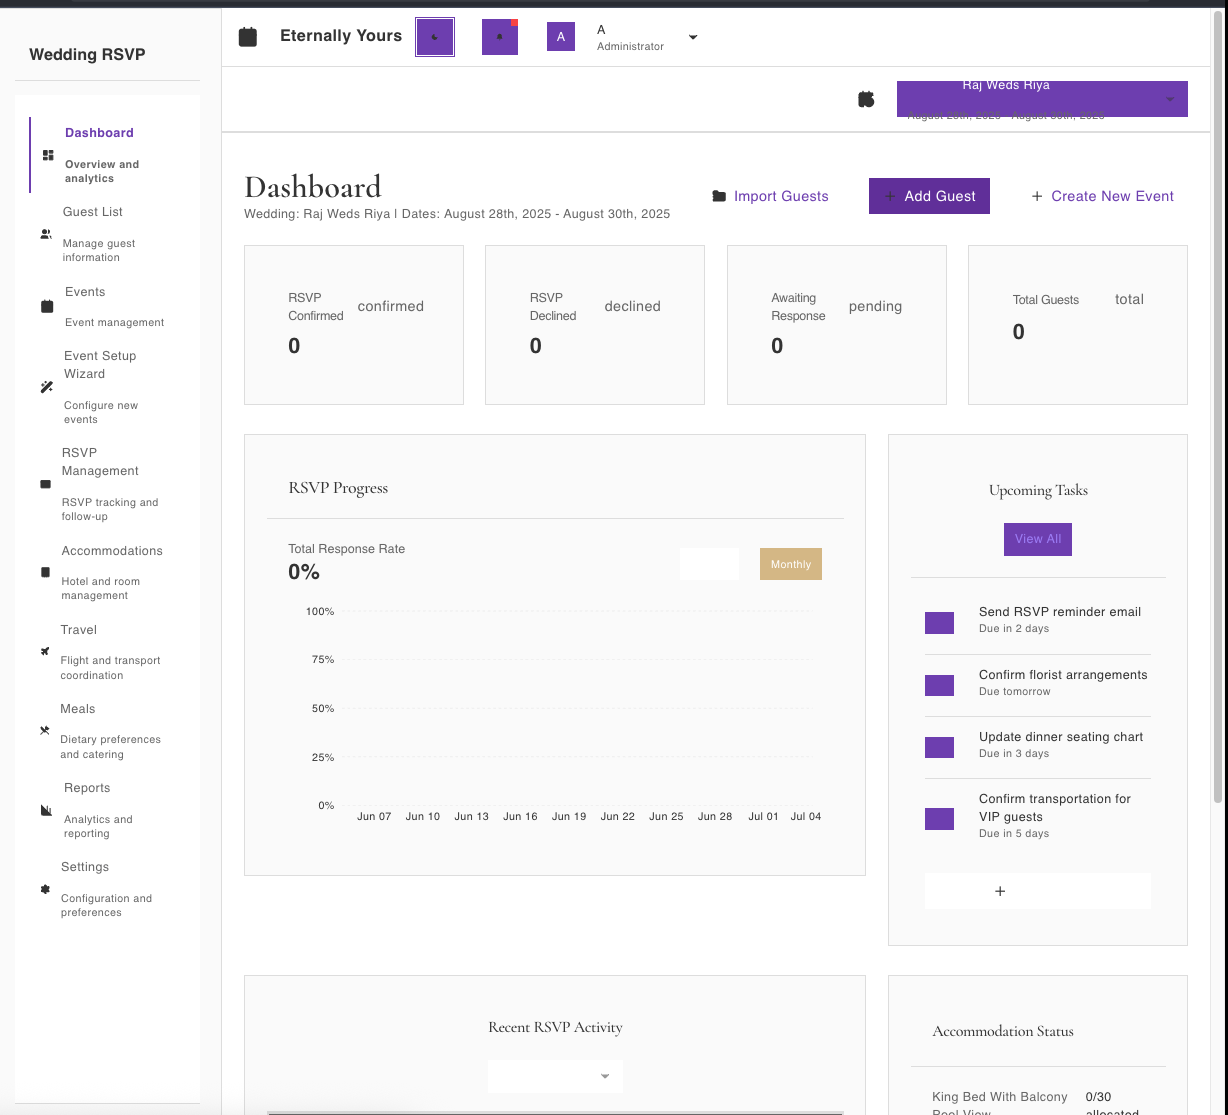 Wedding RSVP
Dashboard
Overview and
analytics
Guest List
Manage guest
information
Events
Event management
Event Setup
Wizard
Configure new
events
RSVP
Management
RSVP tracking and
follow-up
Accommodations
Hotel and room
management
Travel
Flight and transport
coordination
Meals
Dietary preferences
and catering
Reports
Analytics and
reporting
Settings
Configuration and
preferences
Eternally Yours
A
A
Administrator
Raj Weds Riya
August 28th, 2025 - August 30th, 2025
Dashboard
Wedding: Raj Weds Riya | Dates: August 28th, 2025 - August 30th, 2025
Import Guests
+ Add Guest
+ Create New Event
RSVP
Confirmed
confirmed
0
RSVP
Declined
declined
0
Awaiting
Response
pending
0
Total Guests
total
0
RSVP Progress
Total Response Rate
0%
Monthly
100%
75%
50%
25%
0%
Jun 07 Jun 10 Jun 13 Jun 16 Jun 19 Jun 22 Jun 25 Jun 28 Jul 01 Jul 04
Upcoming Tasks
View All
Send RSVP reminder email
Due in 2 days
Confirm florist arrangements
Due tomorrow
Update dinner seating chart
Due in 3 days
Confirm transportation for
VIP guests
Due in 5 days
+
Recent RSVP Activity
Accommodation Status
King Bed With Balcony
Pool View
0/30
allocated